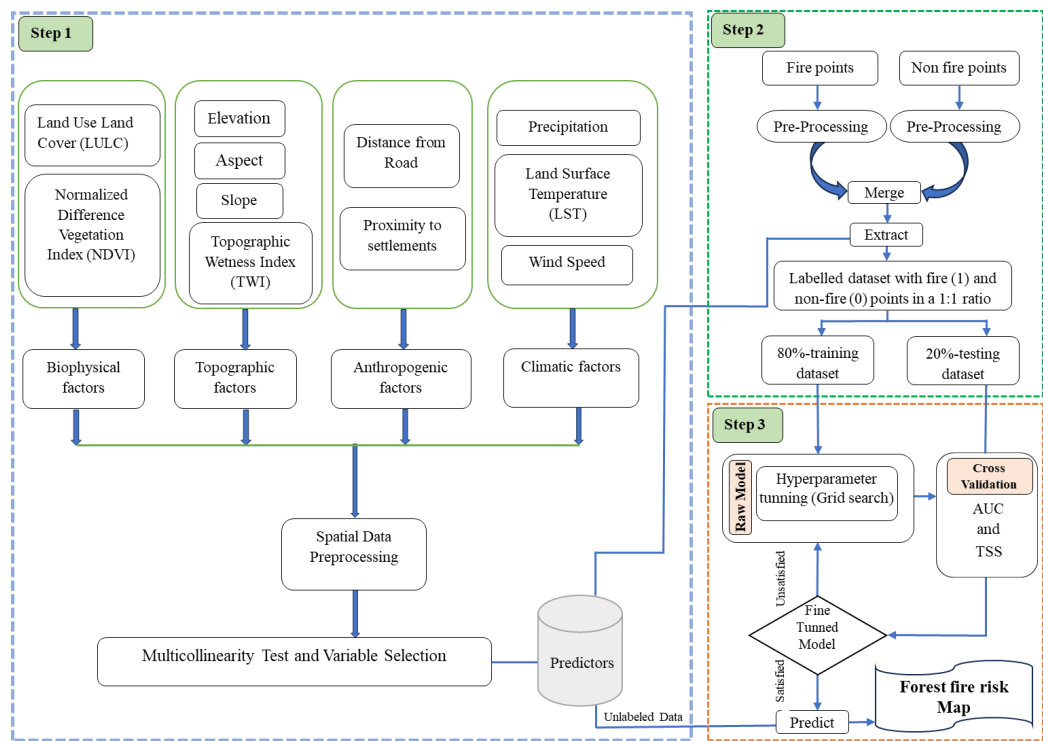 Step 1
Land Use Land
Cover (LULC)
Normalized
Difference
Vegetation
Index (NDVI)
Elevation
Aspect
Slope
Topographic
Wetness Index
(TWI)
Distance from
Road
Proximity to
settlements
Precipitation
Land Surface
Temperature
(LST)
Wind Speed
Biophysical
factors
Topographic
factors
Anthropogenic
factors
Climatic factors
Spatial Data
Preprocessing
Multicollinearity Test and Variable Selection
Predictors
Unlabeled Data
Step 2
Fire points
Non fire points
Pre-Processing
Pre-Processing
Merge
Extract
Labelled dataset with fire (1) and
non-fire (0) points in a 1:1 ratio
80%-training
dataset
20%-testing
dataset
Step 3
Raw Model
Hyperparameter
tunning (Grid search)
Cross
Validation
AUC
and
TSS
Unsatisfied
Fine
Tunned
Model
Satisfied
Predict
Forest fire risk
Map